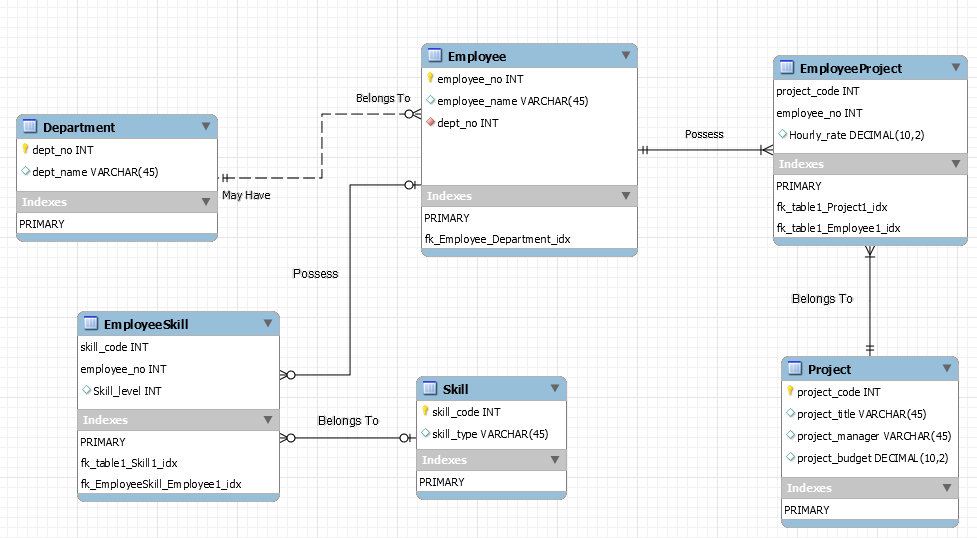 Department
dept_no INT
dept_name VARCHAR(45)
Indexes
PRIMARY
May Have
Belongs To
Employee
employee_no INT
employee_name VARCHAR(45)
dept_no INT
Indexes
PRIMARY
fk_Employee_Department_idx
Possess
EmployeeProject
project_code INT
employee_no INT
Hourly_rate DECIMAL(10,2)
Indexes
PRIMARY
fk_table1_Project1_idx
fk_table1_Employee1_idx
Possess
Belongs To
EmployeeSkill
skill_code INT
employee_no INT
Skill_level INT
Indexes
PRIMARY
fk_table1_Skill1_idx
fk_EmployeeSkill_Employee1_idx
Belongs To
Skill
skill_code INT
skill_type VARCHAR(45)
Indexes
PRIMARY
Project
project_code INT
project_title VARCHAR(45)
project_manager VARCHAR(45)
project_budget DECIMAL(10,2)
Indexes
PRIMARY